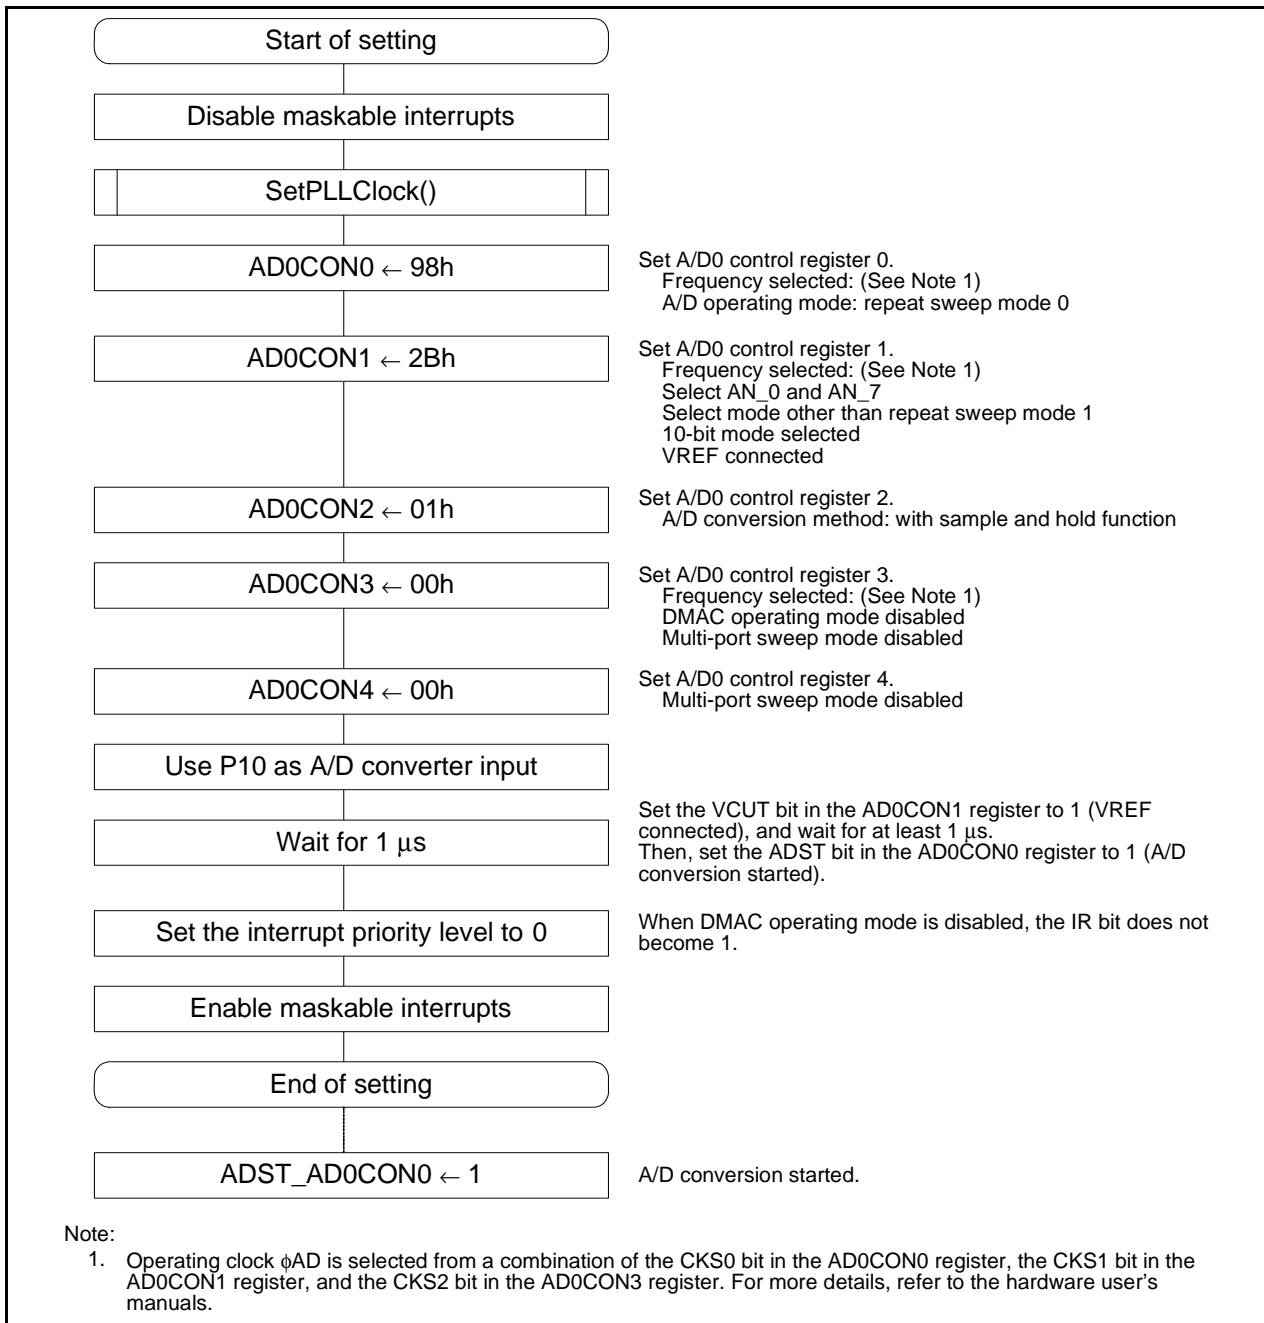 Start of setting
Disable maskable interrupts
SetPLLClock()
AD0CON0 ← 98h
Set A/D0 control register 0.
Frequency selected: (See Note 1)
A/D operating mode: repeat sweep mode 0
AD0CON1 ← 2Bh
Set A/D0 control register 1.
Frequency selected: (See Note 1)
Select AN_0 and AN_7
Select mode other than repeat sweep mode 1
10-bit mode selected
VREF connected
AD0CON2 ← 01h
Set A/D0 control register 2.
A/D conversion method: with sample and hold function
AD0CON3 ← 00h
Set A/D0 control register 3.
Frequency selected: (See Note 1)
DMAC operating mode disabled
Multi-port sweep mode disabled
AD0CON4 ← 00h
Set A/D0 control register 4.
Multi-port sweep mode disabled
Use P10 as A/D converter input
Wait for 1 μs
Set the VCUT bit in the AD0CON1 register to 1 (VREF
connected), and wait for at least 1 μs.
Then, set the ADST bit in the AD0CON0 register to 1 (A/D
conversion started).
Set the interrupt priority level to 0
When DMAC operating mode is disabled, the IR bit does not
become 1.
Enable maskable interrupts
End of setting
ADST_AD0CON0 ← 1
A/D conversion started.
Note:
1. Operating clock ϕAD is selected from a combination of the CKS0 bit in the AD0CON0 register, the CKS1 bit in the
AD0CON1 register, and the CKS2 bit in the AD0CON3 register. For more details, refer to the hardware user's
manuals.